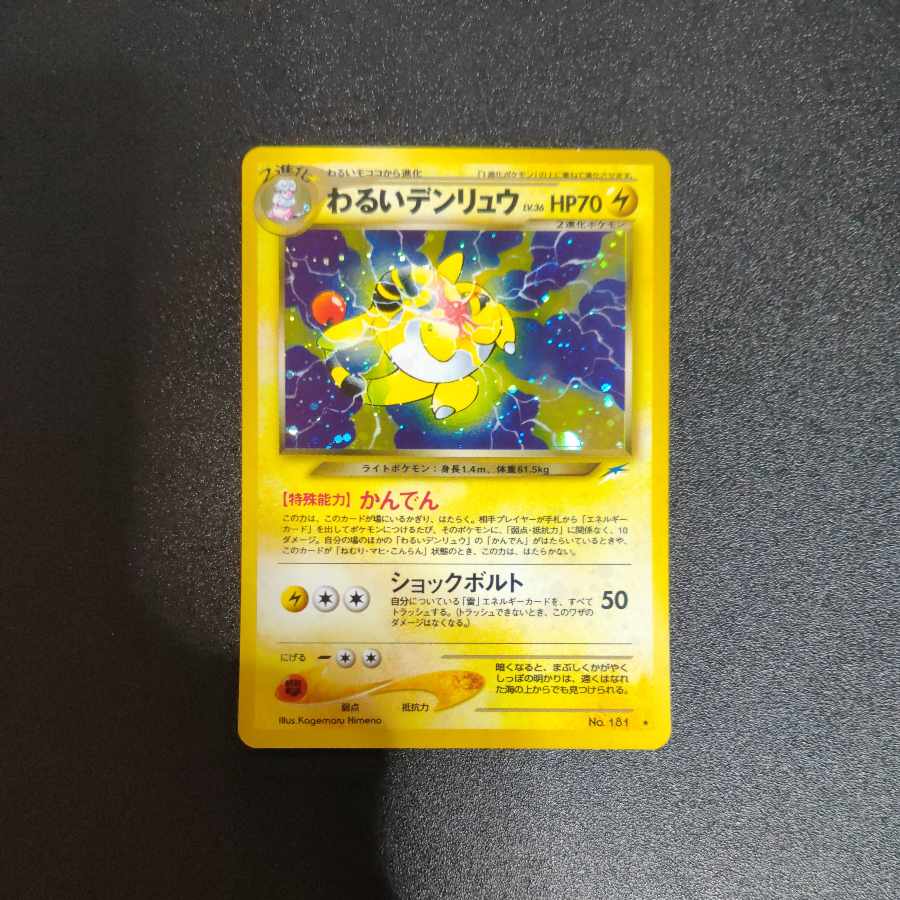 2進化
わるいモココから進化
「1進化ポケモン」の上に重ねて進化させます。
わるいデンリュウ LV.36 HP70
2進化ポケモン
ライトポケモン：身長1.4m、体重61.5kg
【特殊能力】かんでん
この力は、このカードが場にいるかぎり、はたらく。相手プレイヤーが手札から「エネルギー
カード」を出してポケモンにつけるたび、そのポケモンに、「弱点・抵抗力」に関係なく、10
ダメージ。自分の場のほかの「わるいデンリュウ」の「かんでん」がはたらいているときや、
このカードが「ねむり・マヒ・こんらん」状態のとき、この力は、はたらかない。
ショックボルト
自分についている「雷」エネルギーカードを、すべて
トラッシュする。（トラッシュできないとき、このワザの
ダメージはなくなる。）
50
にげる
弱点
抵抗力
暗くなると、まぶしくかがやく
しっぽの明かりは、遠くはなれ
た海の上からでも見つけられる。
Illus.Kagemaru Himeno
No. 181 ★